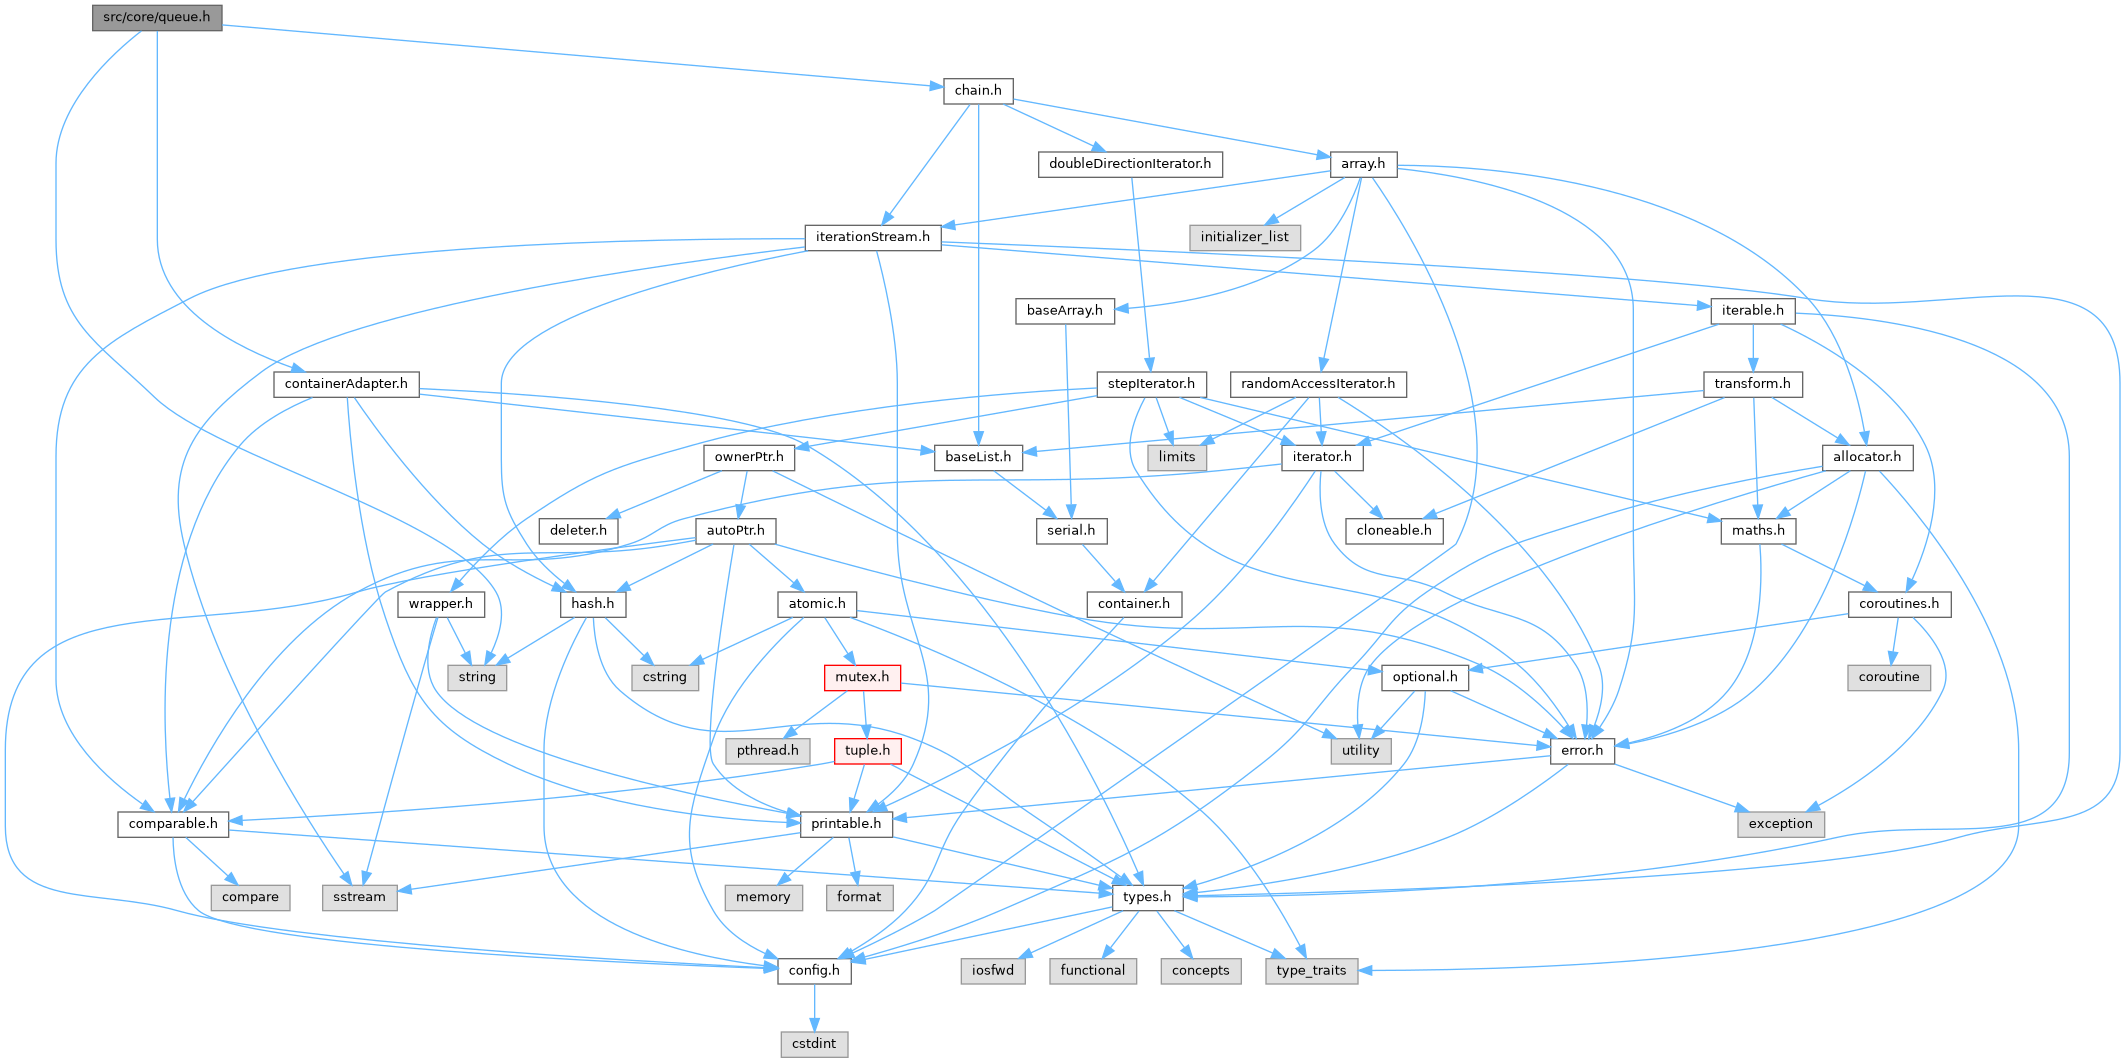 src/core/queue.h
chain.h
doubleDirectionIterator.h
array.h
iterationStream.h
initializer_list
baseArray.h
iterable.h
containerAdapter.h
stepIterator.h
randomAccessIterator.h
transform.h
ownerPtr.h
baseList.h
limits
iterator.h
allocator.h
deleter.h
autoPtr.h
serial.h
cloneable.h
maths.h
wrapper.h
hash.h
atomic.h
container.h
coroutines.h
string
cstring
mutex.h
optional.h
coroutine
pthread.h
tuple.h
utility
error.h
comparable.h
printable.h
exception
compare
sstream
memory
format
types.h
config.h
iosfwd
functional
concepts
type_traits
cstdint